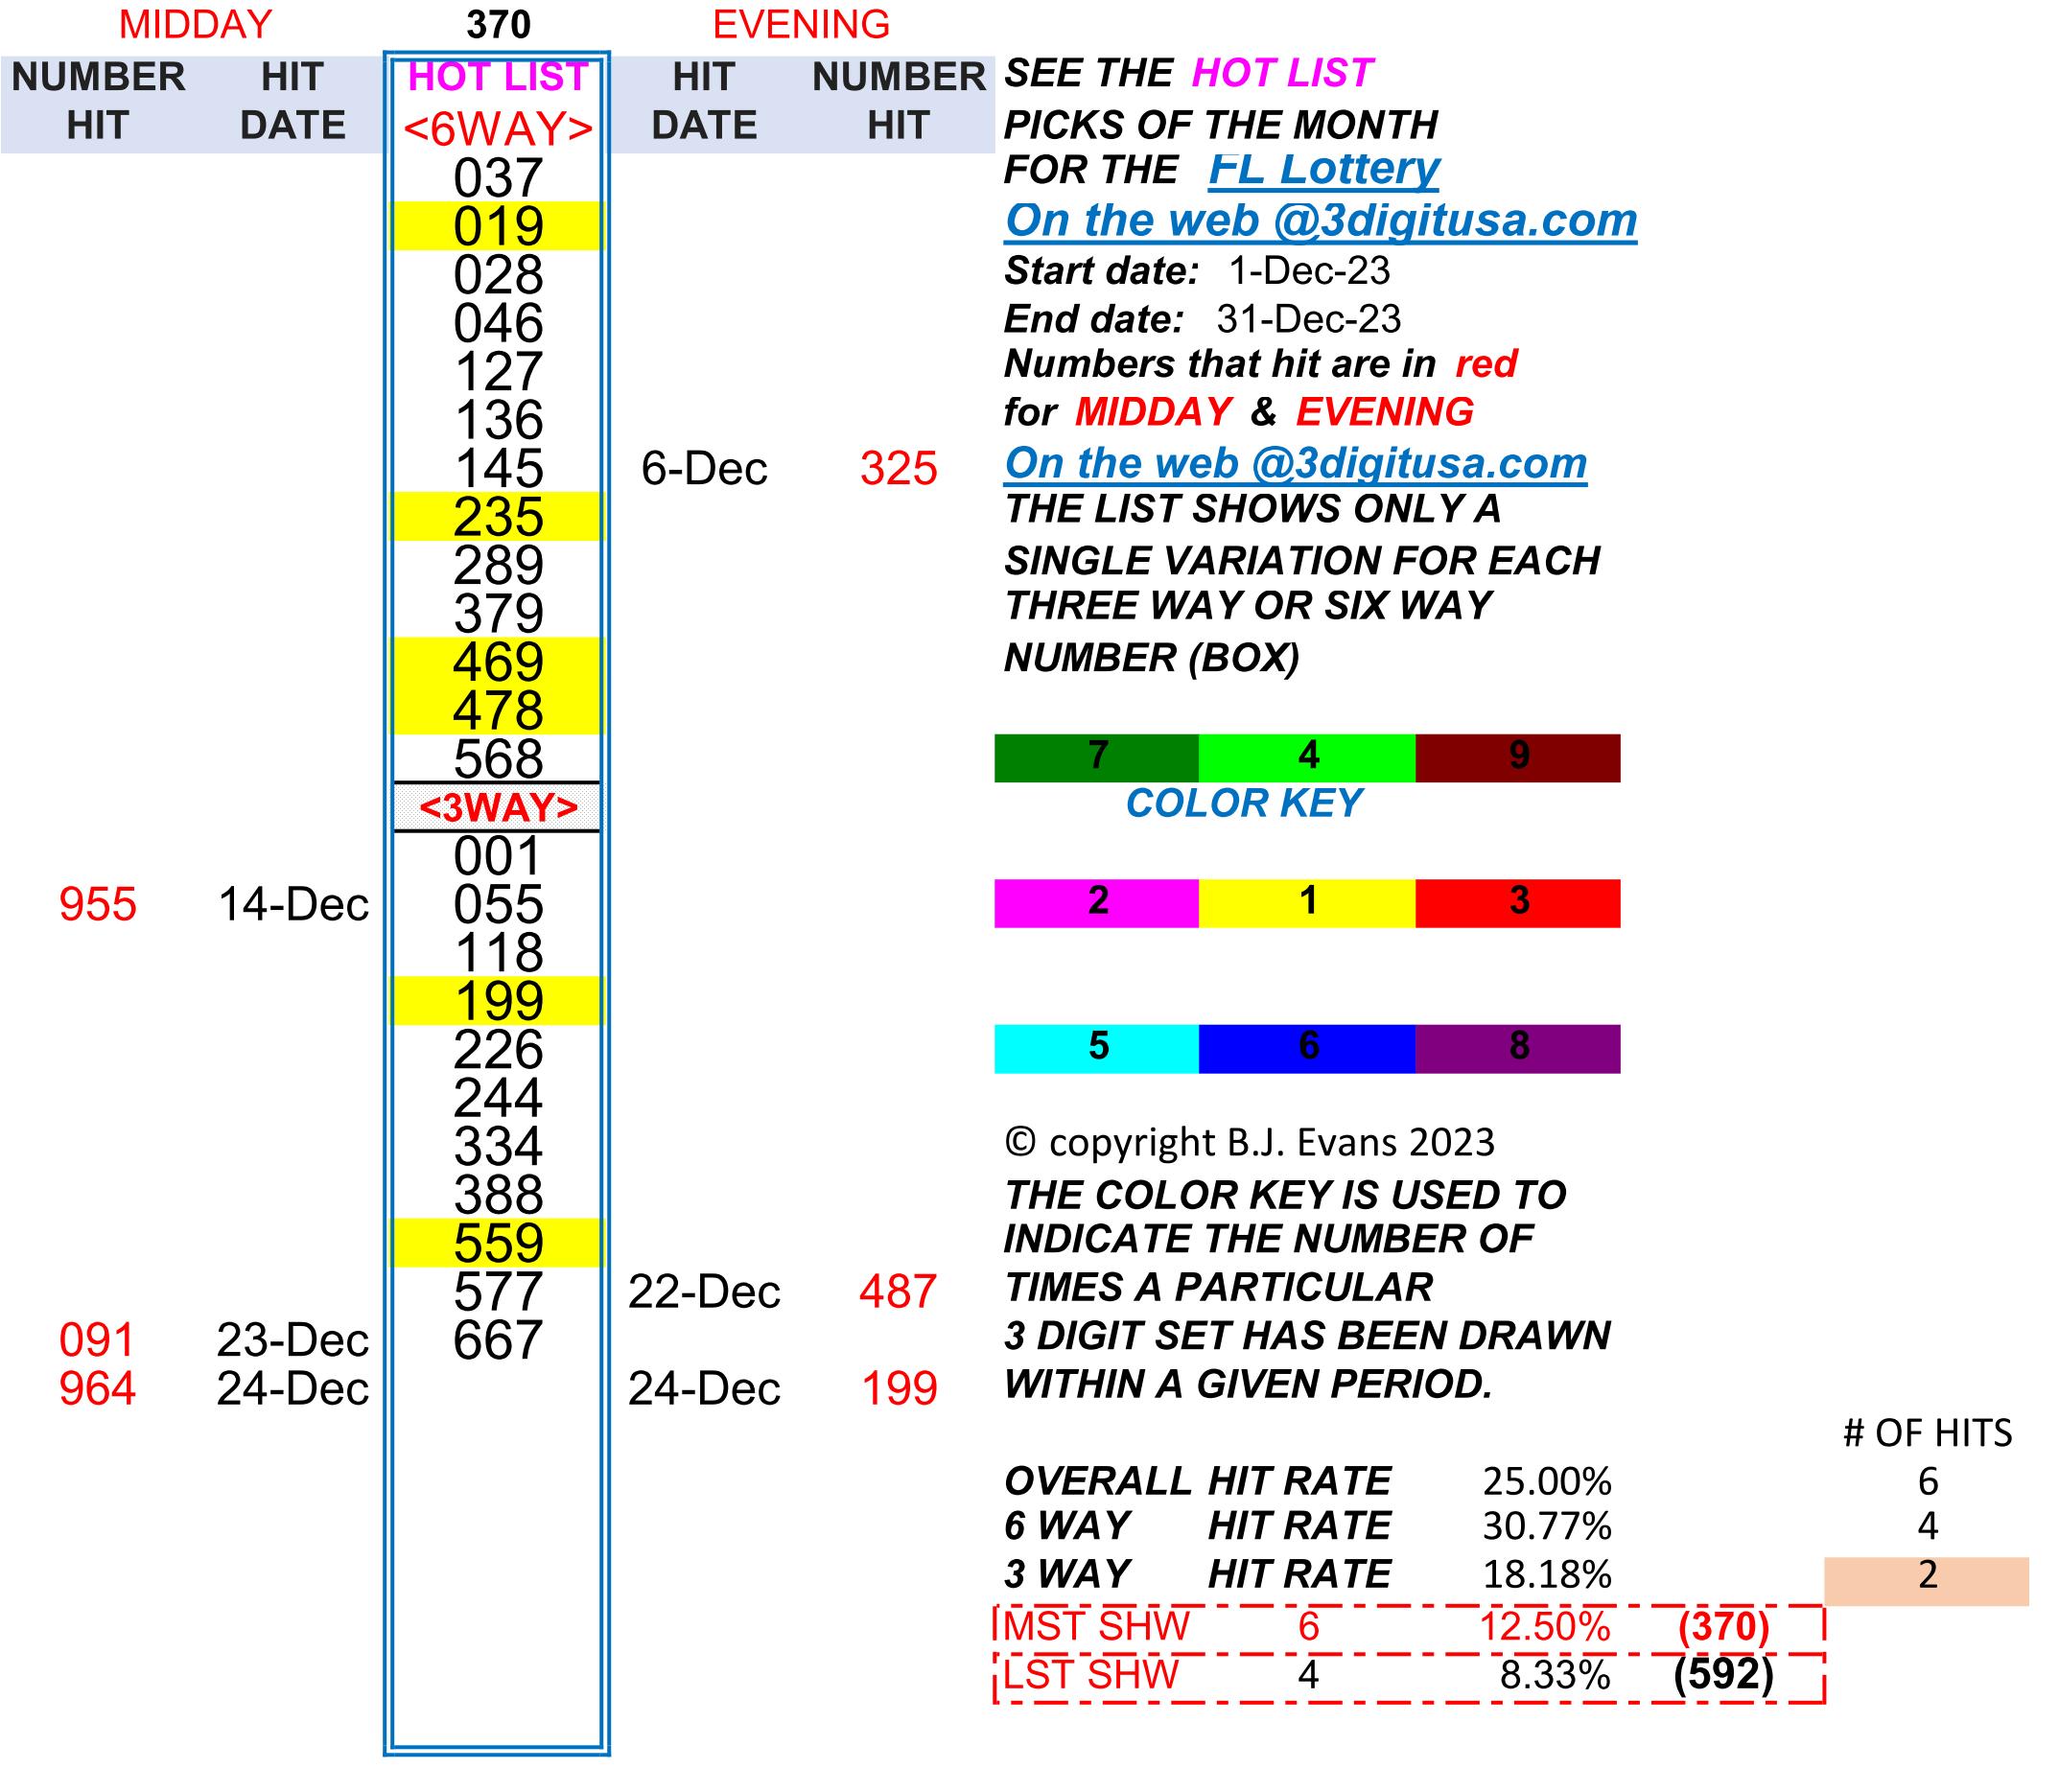 MIDDAY 370 EVENING
NUMBER HIT HOT LIST HIT NUMBER SEE THE HOT LIST
HIT DATE <6WAY> DATE HIT PICKS OF THE MONTH
037 FOR THE FL Lottery
019 On the web @3digitusa.com
028 Start date: 1-Dec-23
046 End date: 31-Dec-23
127 Numbers that hit are in red
136 for MIDDAY & EVENING
145 6-Dec 325 On the web @3digitusa.com
235 THE LIST SHOWS ONLY A
289 SINGLE VARIATION FOR EACH
379 THREE WAY OR SIX WAY
469 NUMBER (BOX)
478
568 7 4 9
<3WAY> COLOR KEY
001
955 14-Dec 055 2 1 3
118
199
226 5 6 8
244
334 © copyright B.J. Evans 2023
388 THE COLOR KEY IS USED TO
559 INDICATE THE NUMBER OF
577 22-Dec 487 TIMES A PARTICULAR
091 23-Dec 667 3 DIGIT SET HAS BEEN DRAWN
964 24-Dec 24-Dec 199 WITHIN A GIVEN PERIOD.
# OF HITS
OVERALL HIT RATE 25.00% 6
6 WAY HIT RATE 30.77% 4
3 WAY HIT RATE 18.18% 2
MST SHW 6 12.50% (370)
LST SHW 4 8.33% (592)